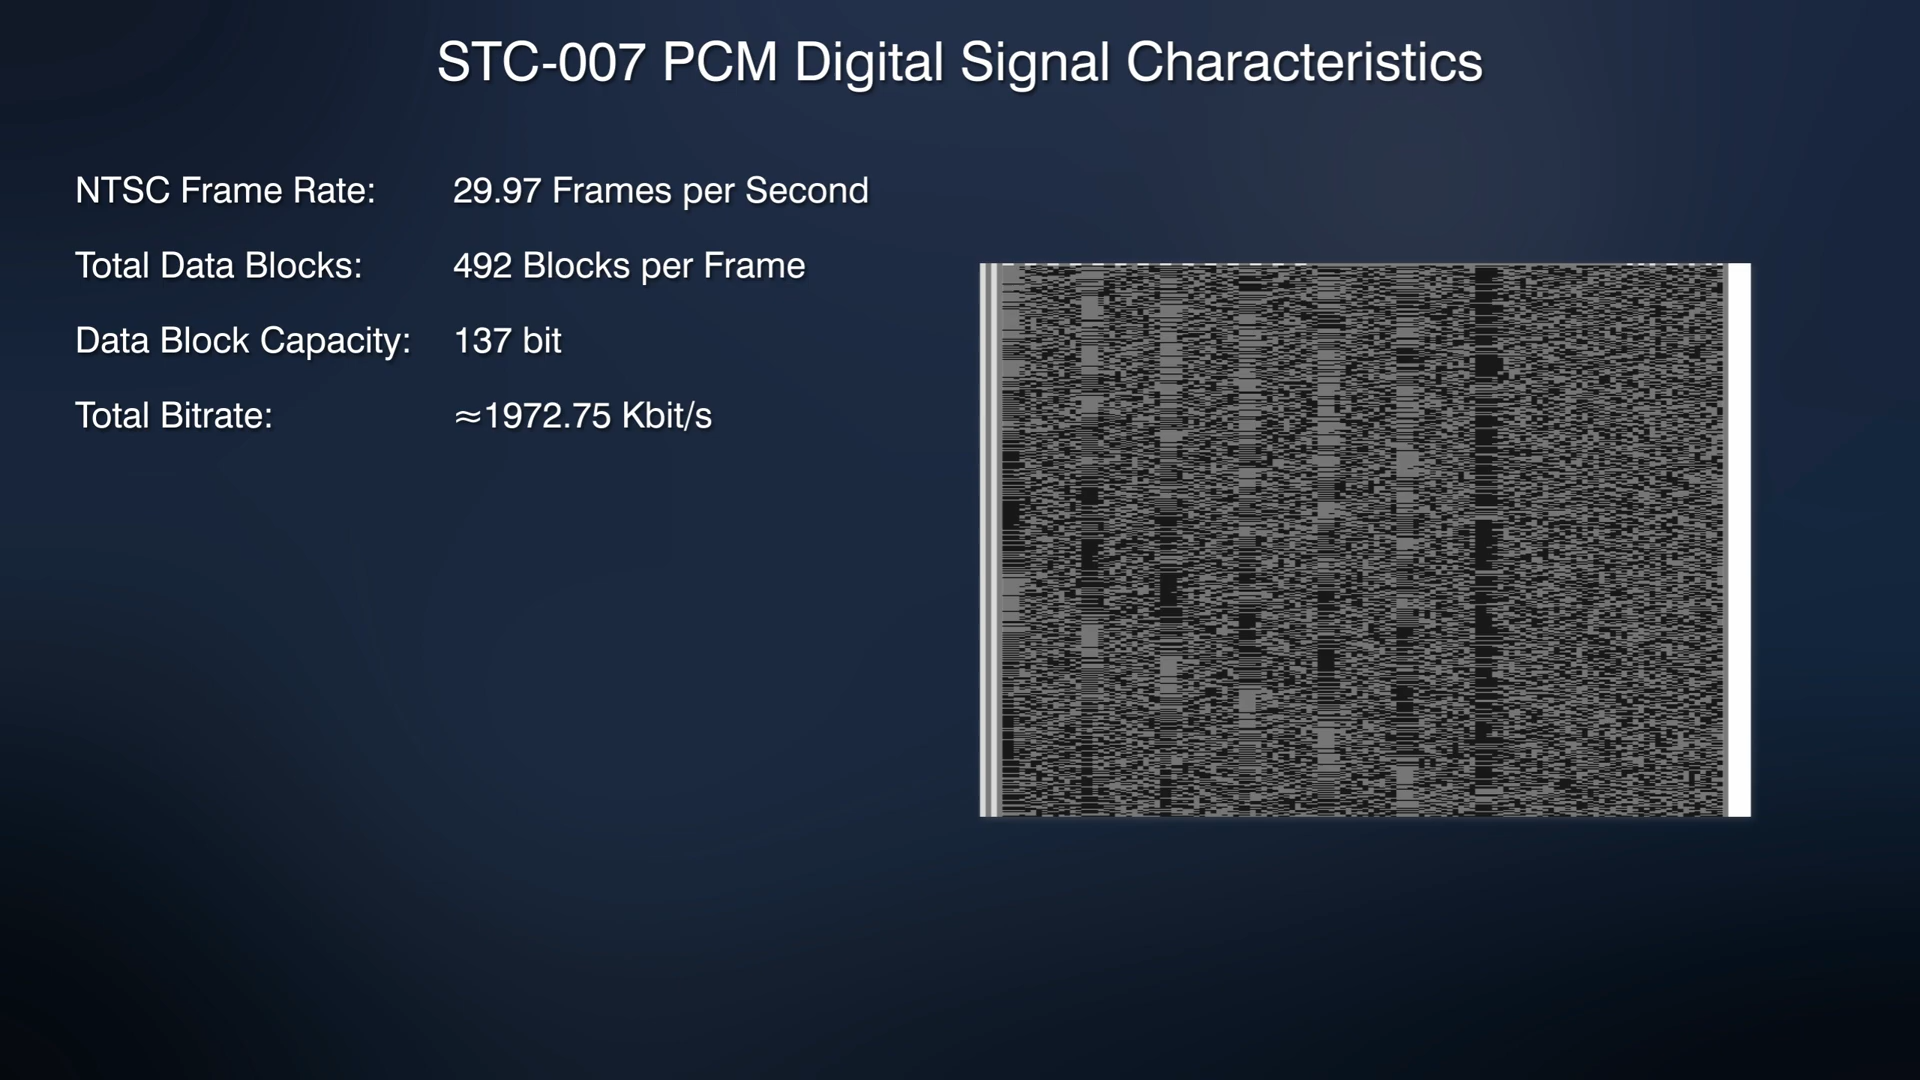 STC-007 PCM Digital Signal Characteristics
NTSC Frame Rate: 29.97 Frames per Second
Total Data Blocks: 492 Blocks per Frame
Data Block Capacity: 137 bit
Total Bitrate: ≈1972.75 Kbit/s